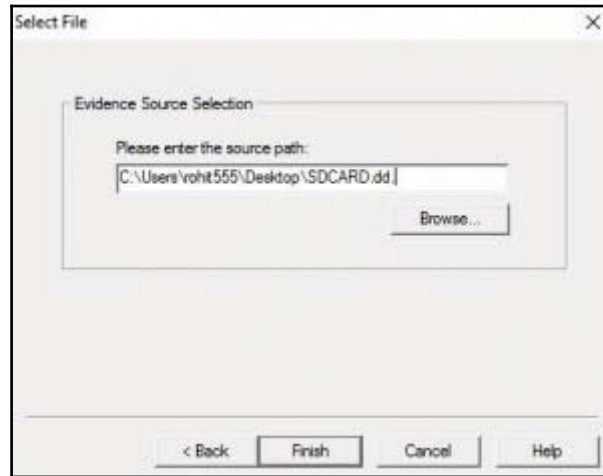 Select File
Evidence Source Selection
Please enter the source path:
C:\Users\rohit555\Desktop\SDCARD.dd.
Browse...
< Back
Finish
Cancel
Help